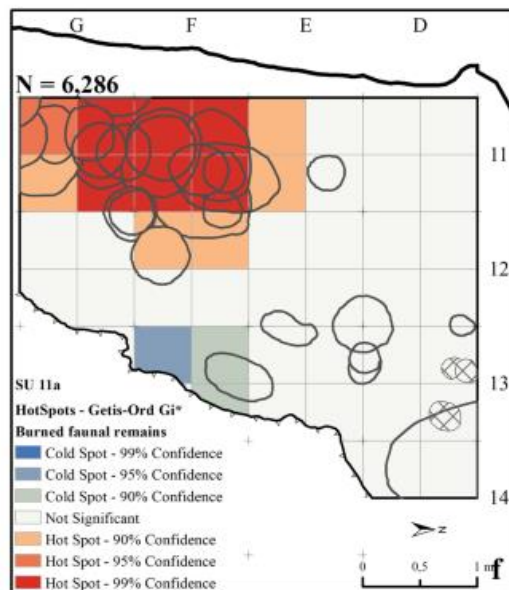 G F E D
N = 6,286
11
12
13
14
SU 11a
HotSpots - Getis-Ord Gi*
Burned faunal remains
Cold Spot - 99% Confidence
Cold Spot - 95% Confidence
Cold Spot - 90% Confidence
Not Significant
Hot Spot - 90% Confidence
Hot Spot - 95% Confidence
Hot Spot - 99% Confidence
N
0 0,5 1 m
f